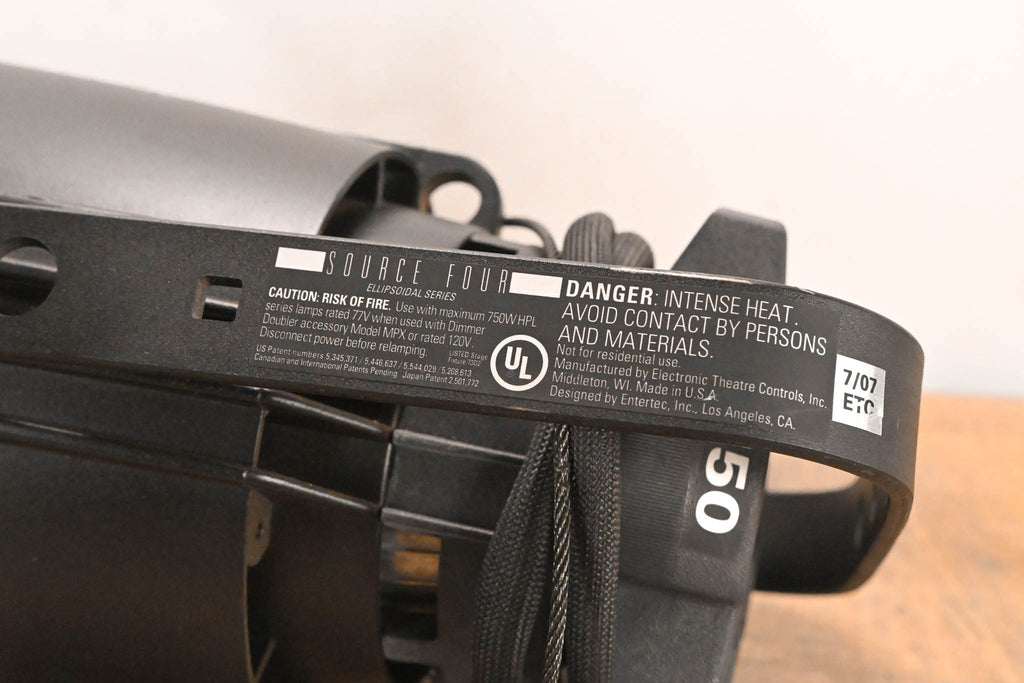 SOURCE FOUR
ELLIPSOIDAL SERIES
CAUTION: RISK OF FIRE. Use with maximum 750W HPL
series lamps rated 77V when used with Dimmer
Doubler accessory Model MPX or rated 120V.
Disconnect power before relamping.
LISTED Stage
US Patent numbers 5,345,371 / 5,446,637 / 5,544,029 / 5,268,613
Canadian and International Patents Pending Japan Patent 2,501,772
UL
DANGER: INTENSE HEAT.
AVOID CONTACT BY PERSONS
AND MATERIALS.
Not for residential use.
Manufactured by Electronic Theatre Controls, Inc.
Middleton, WI. Made in U.S.A.
Designed by Entertec, Inc., Los Angeles, CA.
7/07
ETC
50